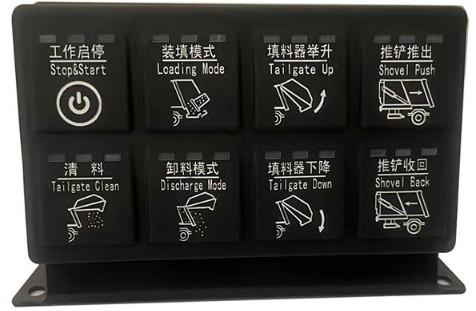 工作启停
Stop&Start
装填模式
Loading Mode
填料器举升
Tailgate Up
推铲推出
Shovel Push
清 料
Tailgate Clean
卸料模式
Discharge Mode
填料器下降
Tailgate Down
推铲收回
Shovel Back